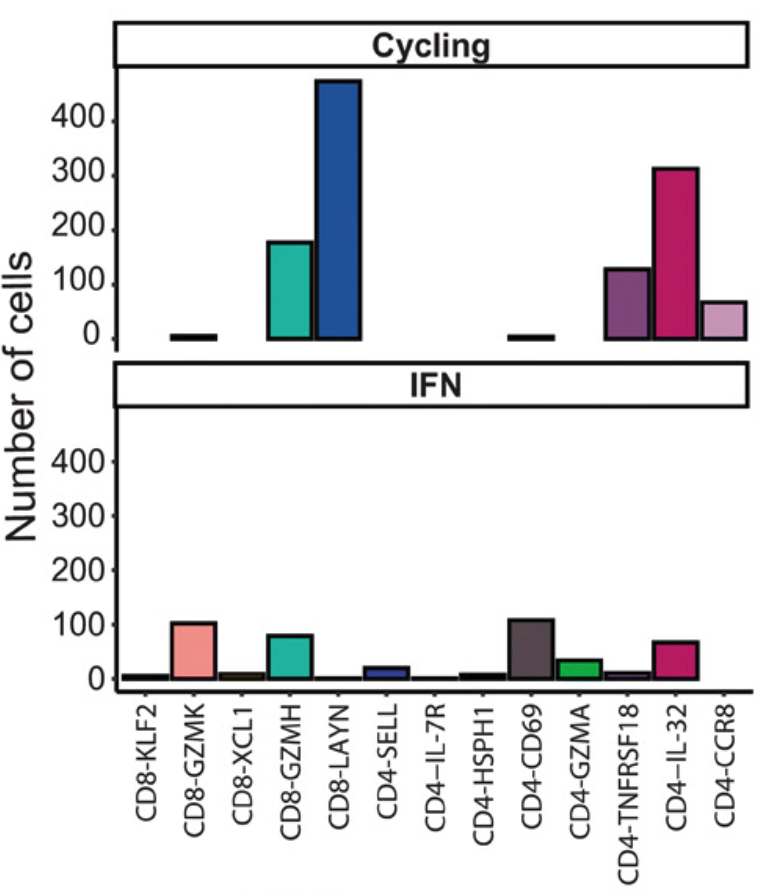 Cycling
Number of cells
400
300
200
100
0
IFN
400
300
200
100
0
CD8-KLF2
CD8-GZMK
CD8-XCL1
CD8-GZMH
CD8-LAYN
CD4-SELL
CD4–IL-7R
CD4-HSPH1
CD4-CD69
CD4-GZMA
CD4-TNFRSF18
CD4–IL-32
CD4-CCR8